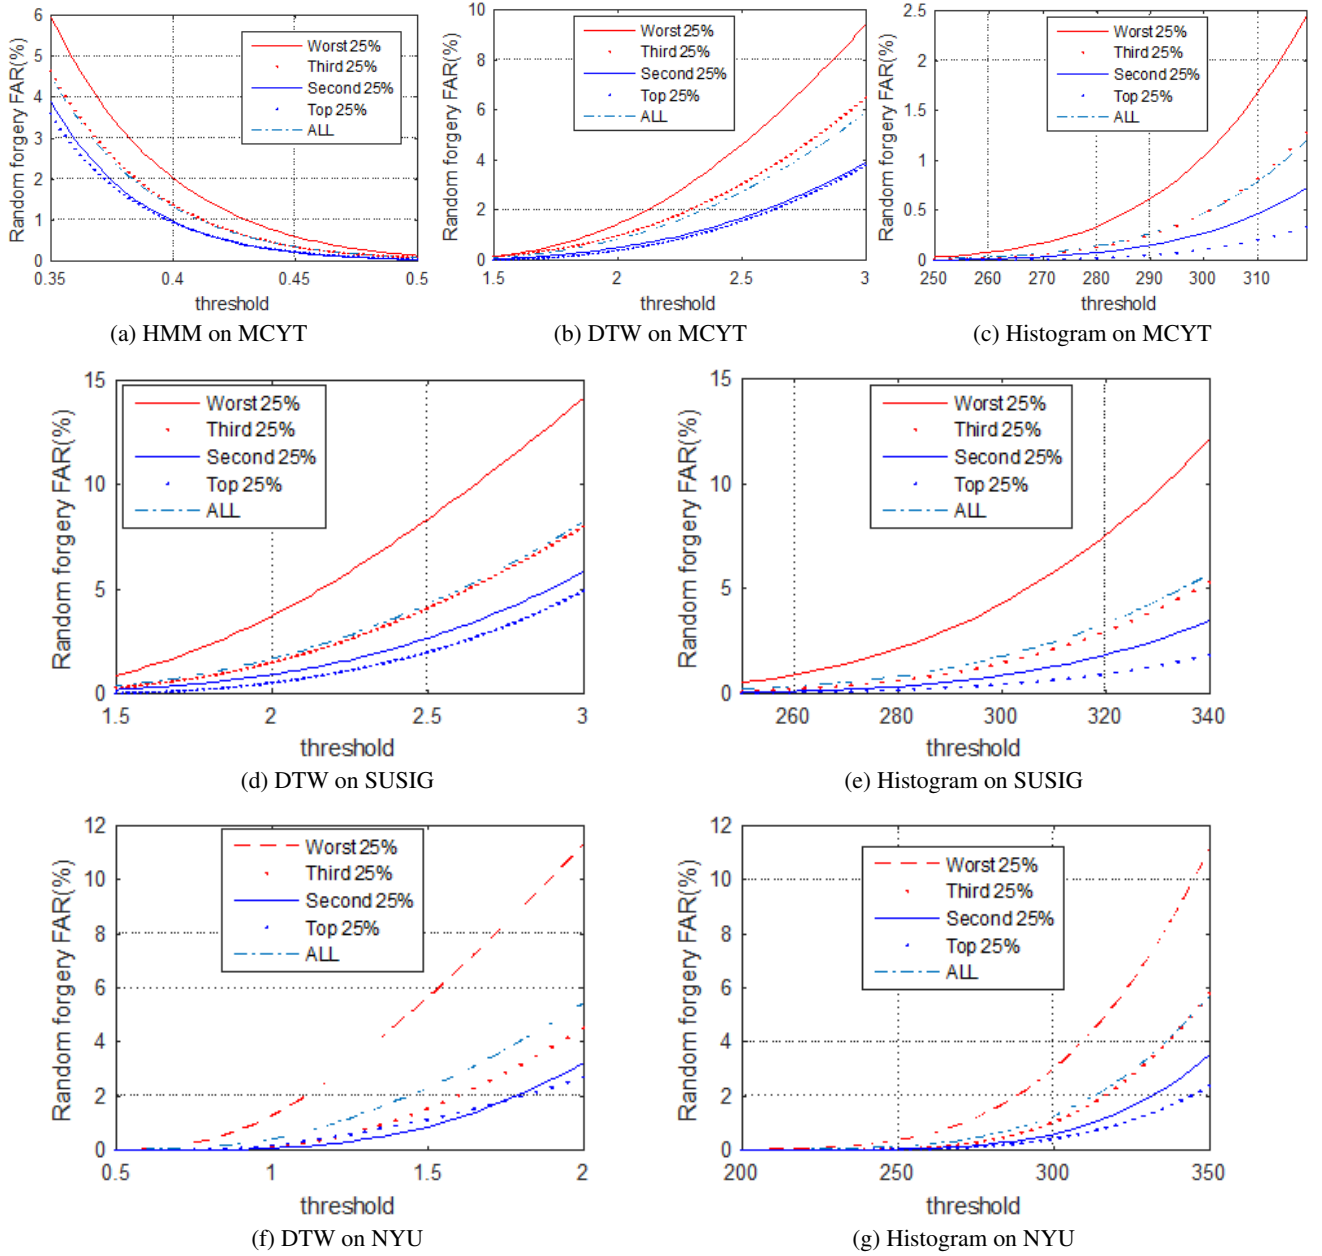 Random forgery FAR(%)
6
5
4
3
2
1
0
0.35
0.4
0.45
0.5
threshold
Worst 25%
Third 25%
Second 25%
Top 25%
ALL
(a) HMM on MCYT
Random forgery FAR(%)
10
8
6
4
2
0
1.5
2
2.5
3
threshold
Worst 25%
Third 25%
Second 25%
Top 25%
ALL
(b) DTW on MCYT
Random forgery FAR(%)
2.5
2
1.5
1
0.5
0
250
260
270
280
290
300
310
threshold
Worst 25%
Third 25%
Second 25%
Top 25%
ALL
(c) Histogram on MCYT
Random forgery FAR(%)
15
10
5
0
1.5
2
2.5
3
threshold
Worst 25%
Third 25%
Second 25%
Top 25%
ALL
(d) DTW on SUSIG
Random forgery FAR(%)
15
10
5
0
260
280
300
320
340
threshold
Worst 25%
Third 25%
Second 25%
Top 25%
ALL
(e) Histogram on SUSIG
Random forgery FAR(%)
12
10
8
6
4
2
0
0.5
1
1.5
2
threshold
Worst 25%
Third 25%
Second 25%
Top 25%
ALL
(f) DTW on NYU
Random forgery FAR(%)
12
10
8
6
4
2
0
200
250
300
350
threshold
Worst 25%
Third 25%
Second 25%
Top 25%
ALL
(g) Histogram on NYU